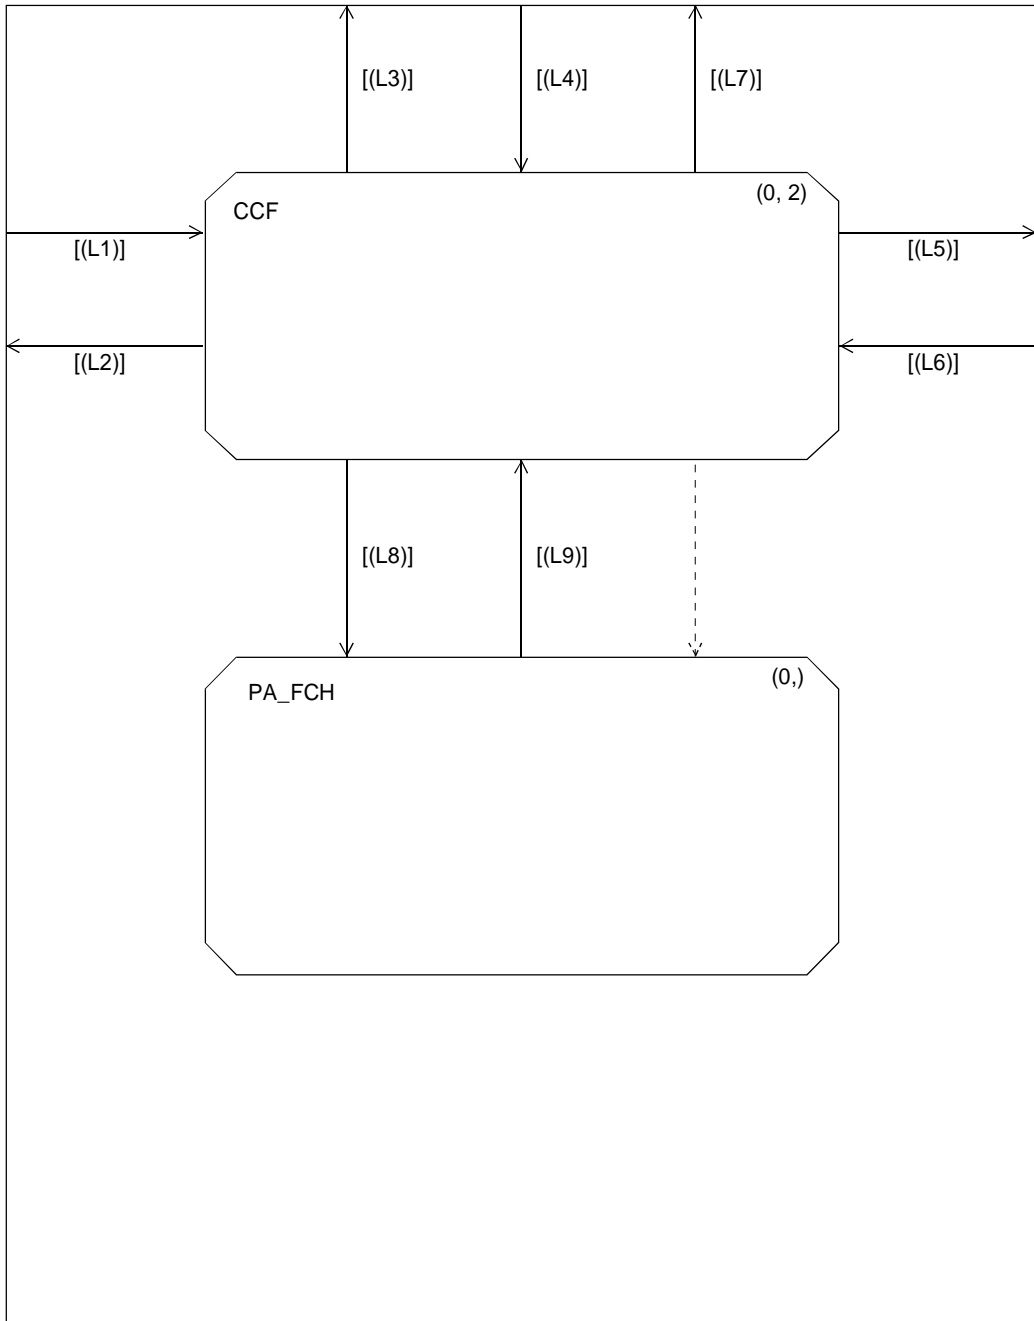 [(L3)]
[(L4)]
[(L7)]
(0, 2)
CCF
[(L1)]
[(L5)]
[(L2)]
[(L6)]
[(L8)]
[(L9)]
(0,)
PA_FCH